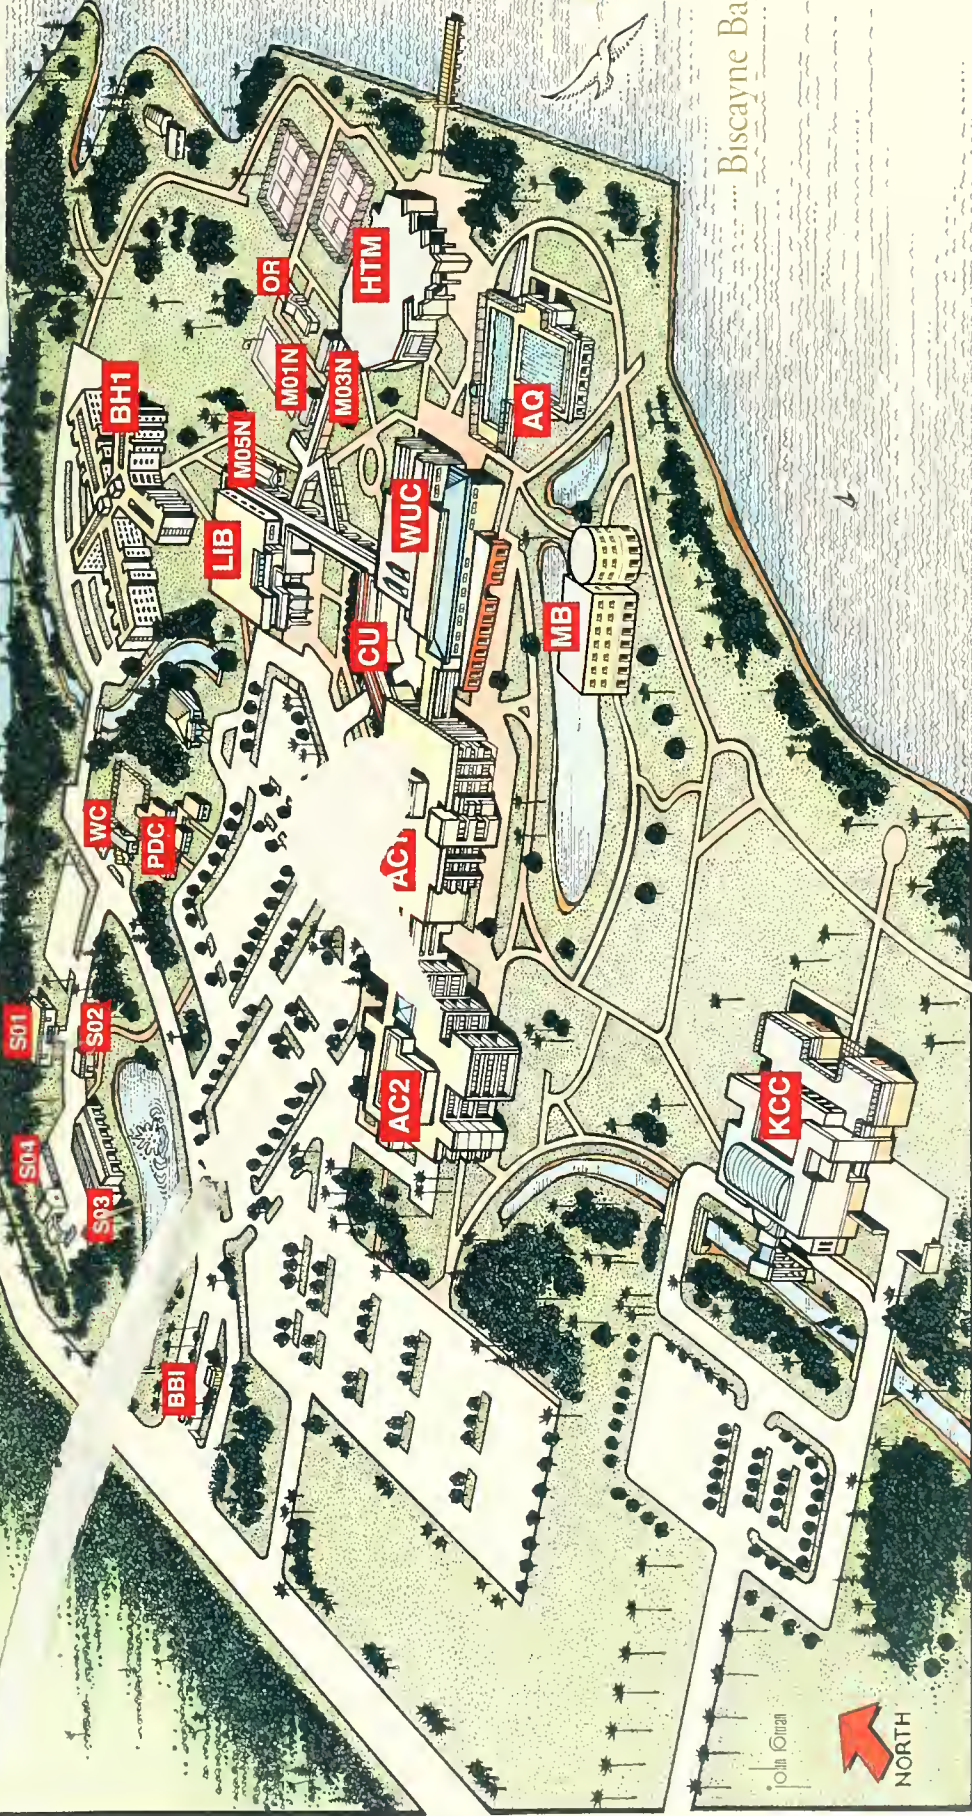 S01
S02
S04
S03
WC
PDC
BBI
BH1
M05N
LIB
OR
M01N
M03N
HTM
CU
WUC
AQ
MB
AC1
AC2
KCC
Biscayne Ba
NORTH